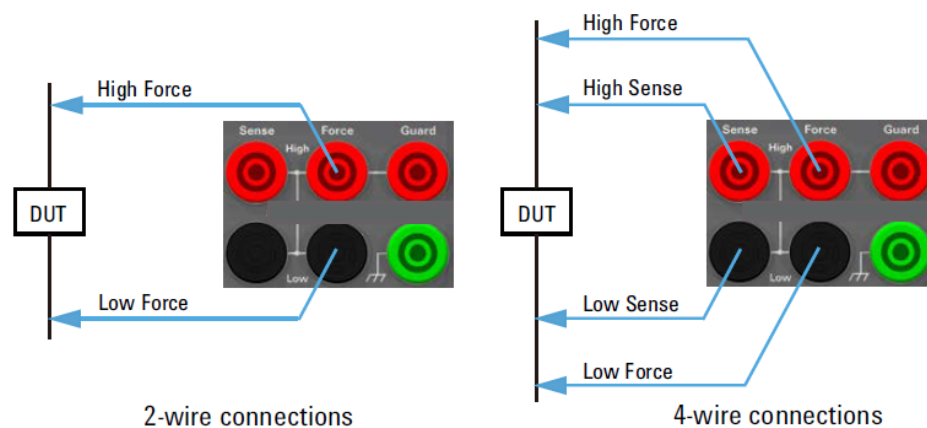 High Force
Sense Force Guard
High
DUT
Low
Low Force
2-wire connections
High Force
High Sense
Sense Force Guard
High
DUT
Low
Low Sense
Low Force
4-wire connections